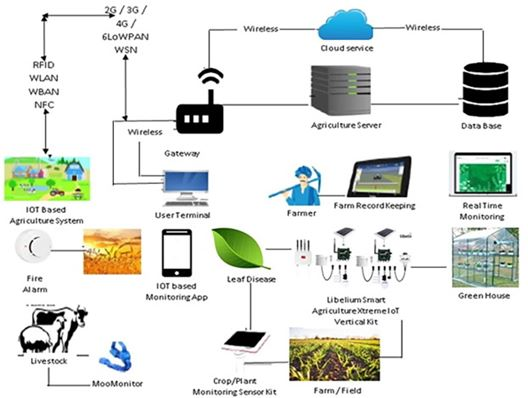 2G / 3G /
4G /
6LoWPAN
WSN
RFID
WLAN
WBAN
NFC
Wireless
Wireless
Cloud service
Wireless
Gateway
Agriculture Server
Data Base
IOT Based
Agriculture System
User Terminal
Farmer
Farm Record Keeping
Real Time
Monitoring
Fire
Alarm
IOT based
Monitoring App
Leaf Disease
Libelium Smart
AgricultureXtreme IoT
Vertical Kit
Green House
Livestock
MooMonitor
Crop/Plant
Monitoring Sensor Kit
Farm / Field